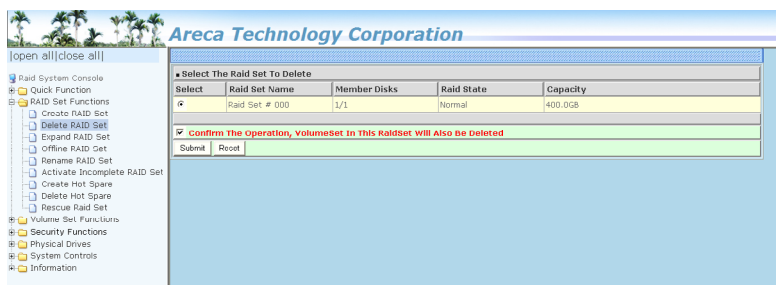 Areca Technology Corporation
|open all|close all|
Raid System Console
Quick Function
RAID Set Functions
Create RAID Set
Delete RAID Set
Expand RAID Set
Offline RAID Set
Rename RAID Set
Activate Incomplete RAID Set
Create Hot Spare
Delete Hot Spare
Rescue Raid Set
Volume Set Functions
Security Functions
Physical Drives
System Controls
Information
Select The Raid Set To Delete
Select Raid Set Name Member Disks Raid State Capacity
Raid Set # 000 1/1 Normal 400.0GB
Confirm The Operation, VolumeSet In This RaidSet Will Also Be Deleted
Submit Reset